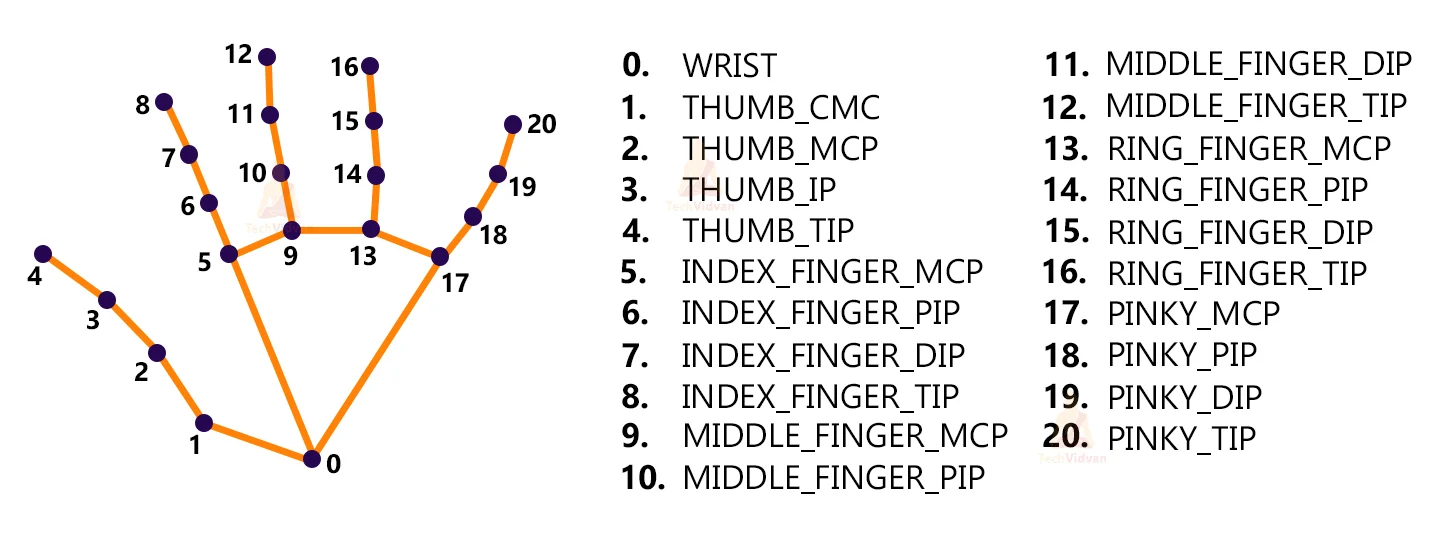 12
16
8
20
11
15
7
10
14
19
6
18
5
9
13
17
4
3
2
1
0
0. WRIST
1. THUMB_CMC
2. THUMB_MCP
3. THUMB_IP
4. THUMB_TIP
5. INDEX_FINGER_MCP
6. INDEX_FINGER_PIP
7. INDEX_FINGER_DIP
8. INDEX_FINGER_TIP
9. MIDDLE_FINGER_MCP
10. MIDDLE_FINGER_PIP
11. MIDDLE_FINGER_DIP
12. MIDDLE_FINGER_TIP
13. RING_FINGER_MCP
14. RING_FINGER_PIP
15. RING_FINGER_DIP
16. RING_FINGER_TIP
17. PINKY_MCP
18. PINKY_PIP
19. PINKY_DIP
20. PINKY_TIP
TechVidvan
TechVidvan
TechVidvan